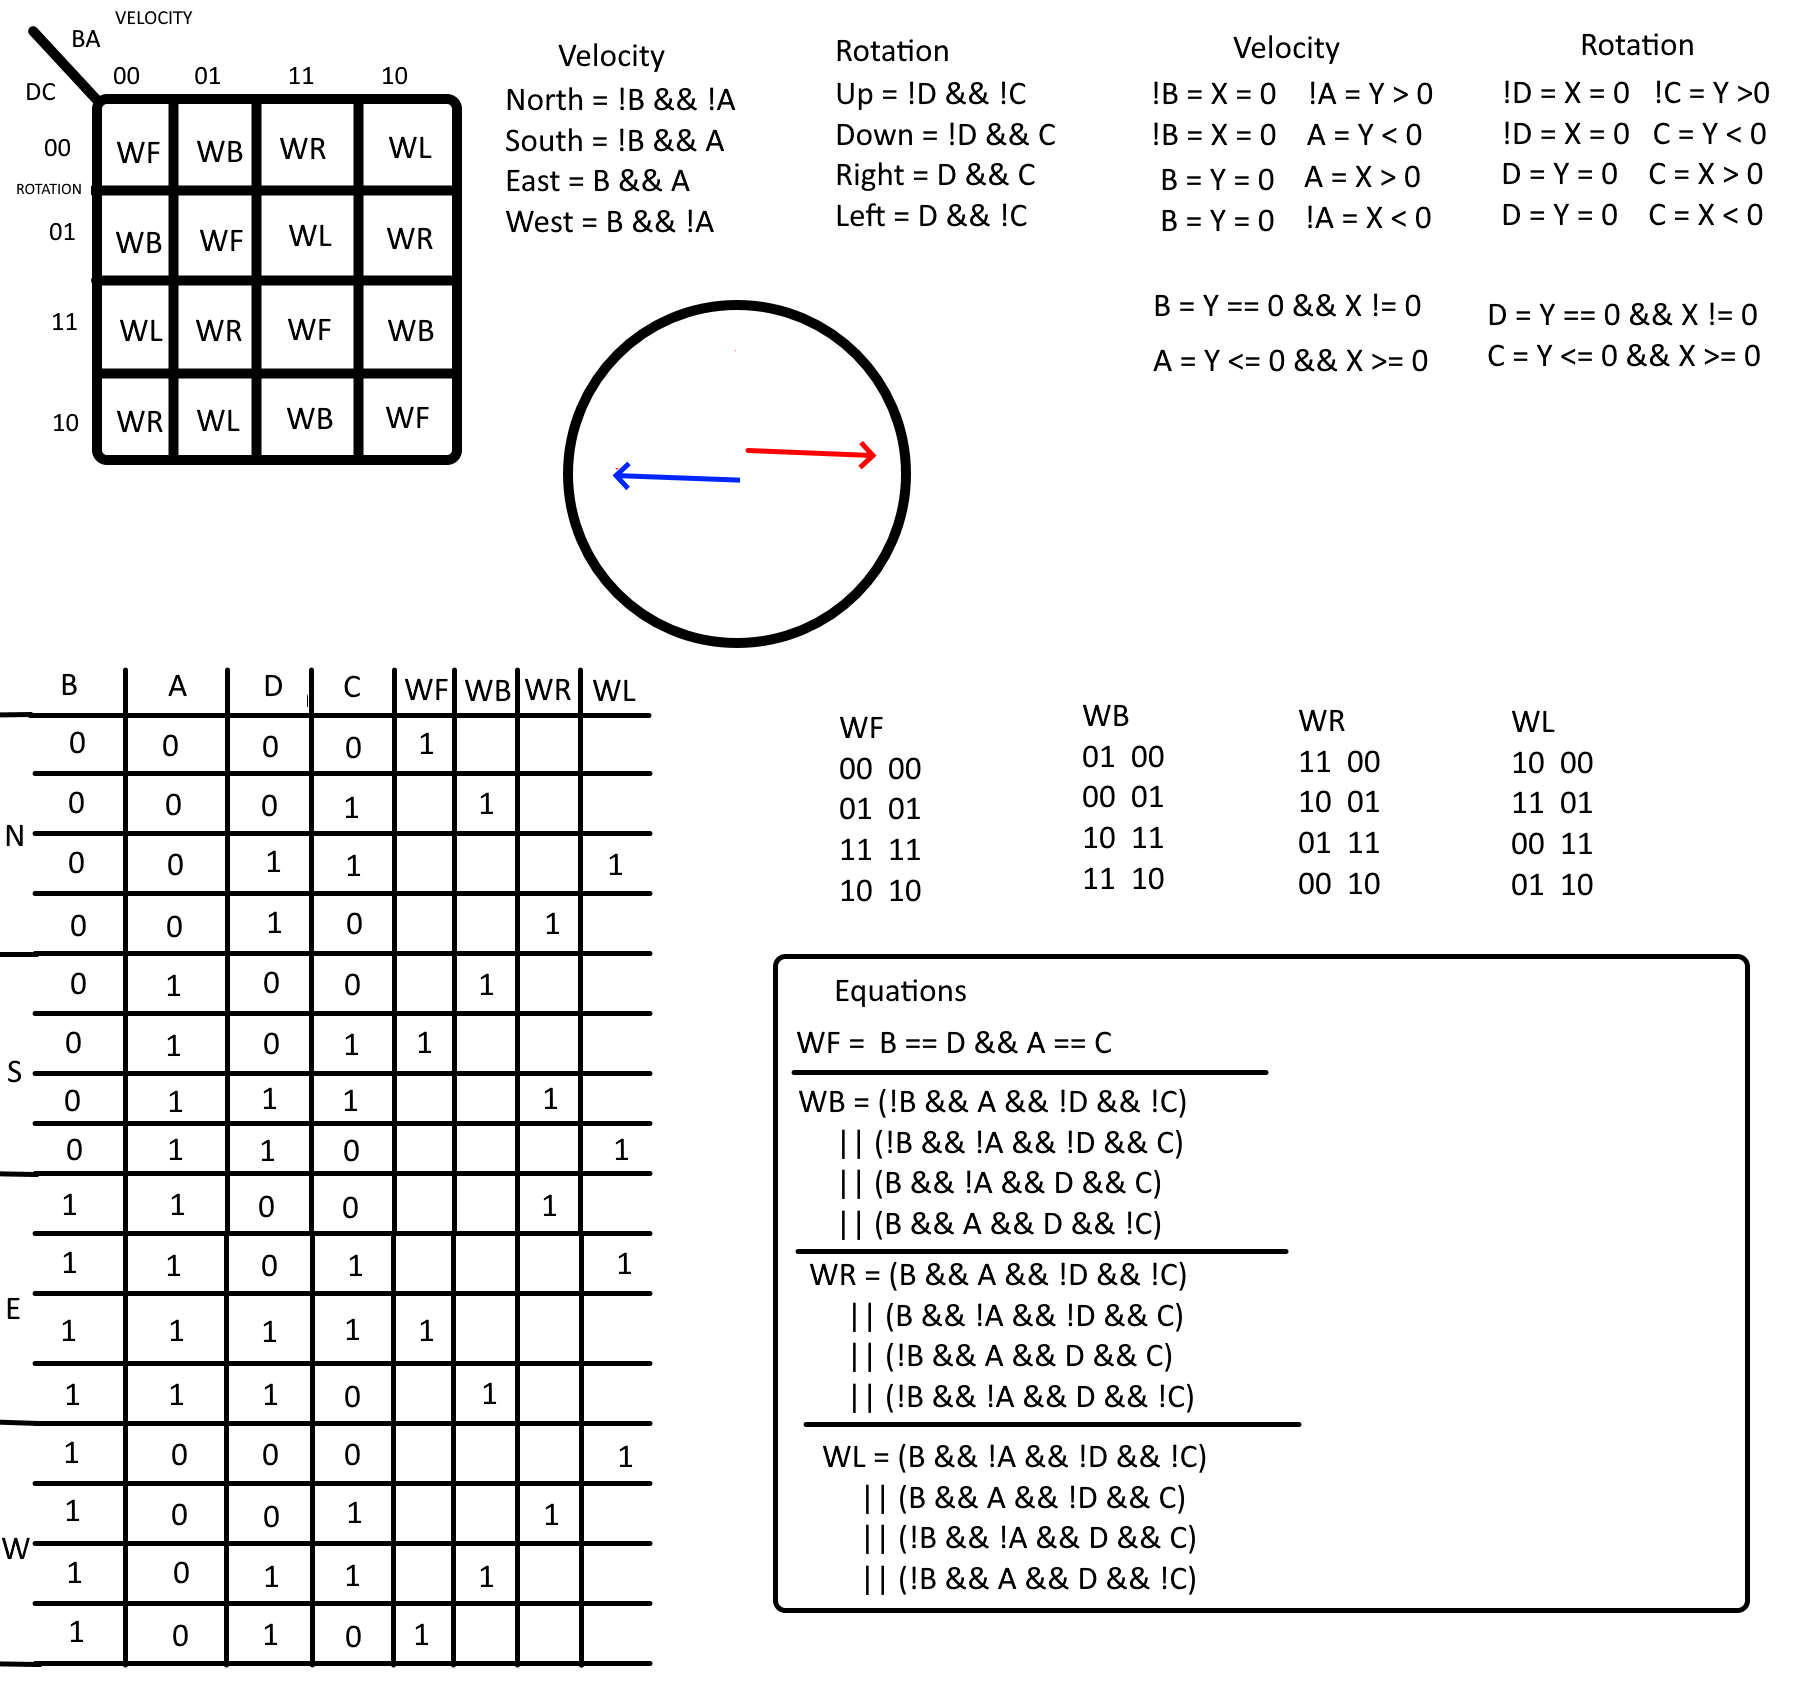 VELOCITY
BA
00 01 11 10
DC
00 WF WB WR WL
ROTATION
01 WB WF WL WR
11 WL WR WF WB
10 WR WL WB WF
Velocity
North = !B && !A
South = !B && A
East = B && A
West = B && !A
Rotation
Up = !D && !C
Down = !D && C
Right = D && C
Left = D && !C
Velocity
!B = X = 0 !A = Y > 0
!B = X = 0 A = Y < 0
B = Y = 0 A = X > 0
B = Y = 0 !A = X < 0
B = Y == 0 && X != 0
A = Y <= 0 && X >= 0
Rotation
!D = X = 0 !C = Y >0
!D = X = 0 C = Y < 0
D = Y = 0 C = X > 0
D = Y = 0 C = X < 0
D = Y == 0 && X != 0
C = Y <= 0 && X >= 0
B A D C WF WB WR WL
0 0 0 0 1
0 0 0 1 1
N
0 0 1 1 1
0 0 1 0 1
0 1 0 0 1
0 1 0 1 1
S
0 1 1 1 1
0 1 1 0 1
1 1 0 0 1
1 1 0 1 1
E
1 1 1 1 1
1 1 1 0 1
1 0 0 0 1
1 0 0 1 1
W
1 0 1 1 1
1 0 1 0 1
WF
00 00
01 01
11 11
10 10
WB
01 00
00 01
10 11
11 10
WR
11 00
10 01
01 11
00 10
WL
10 00
11 01
00 11
01 10
Equations
WF = B == D && A == C
WB = (!B && A && !D && !C)
|| (!B && !A && !D && C)
|| (B && !A && D && C)
|| (B && A && D && !C)
WR = (B && A && !D && !C)
|| (B && !A && !D && C)
|| (!B && A && D && C)
|| (!B && !A && D && !C)
WL = (B && !A && !D && !C)
|| (B && A && !D && C)
|| (!B && !A && D && C)
|| (!B && A && D && !C)